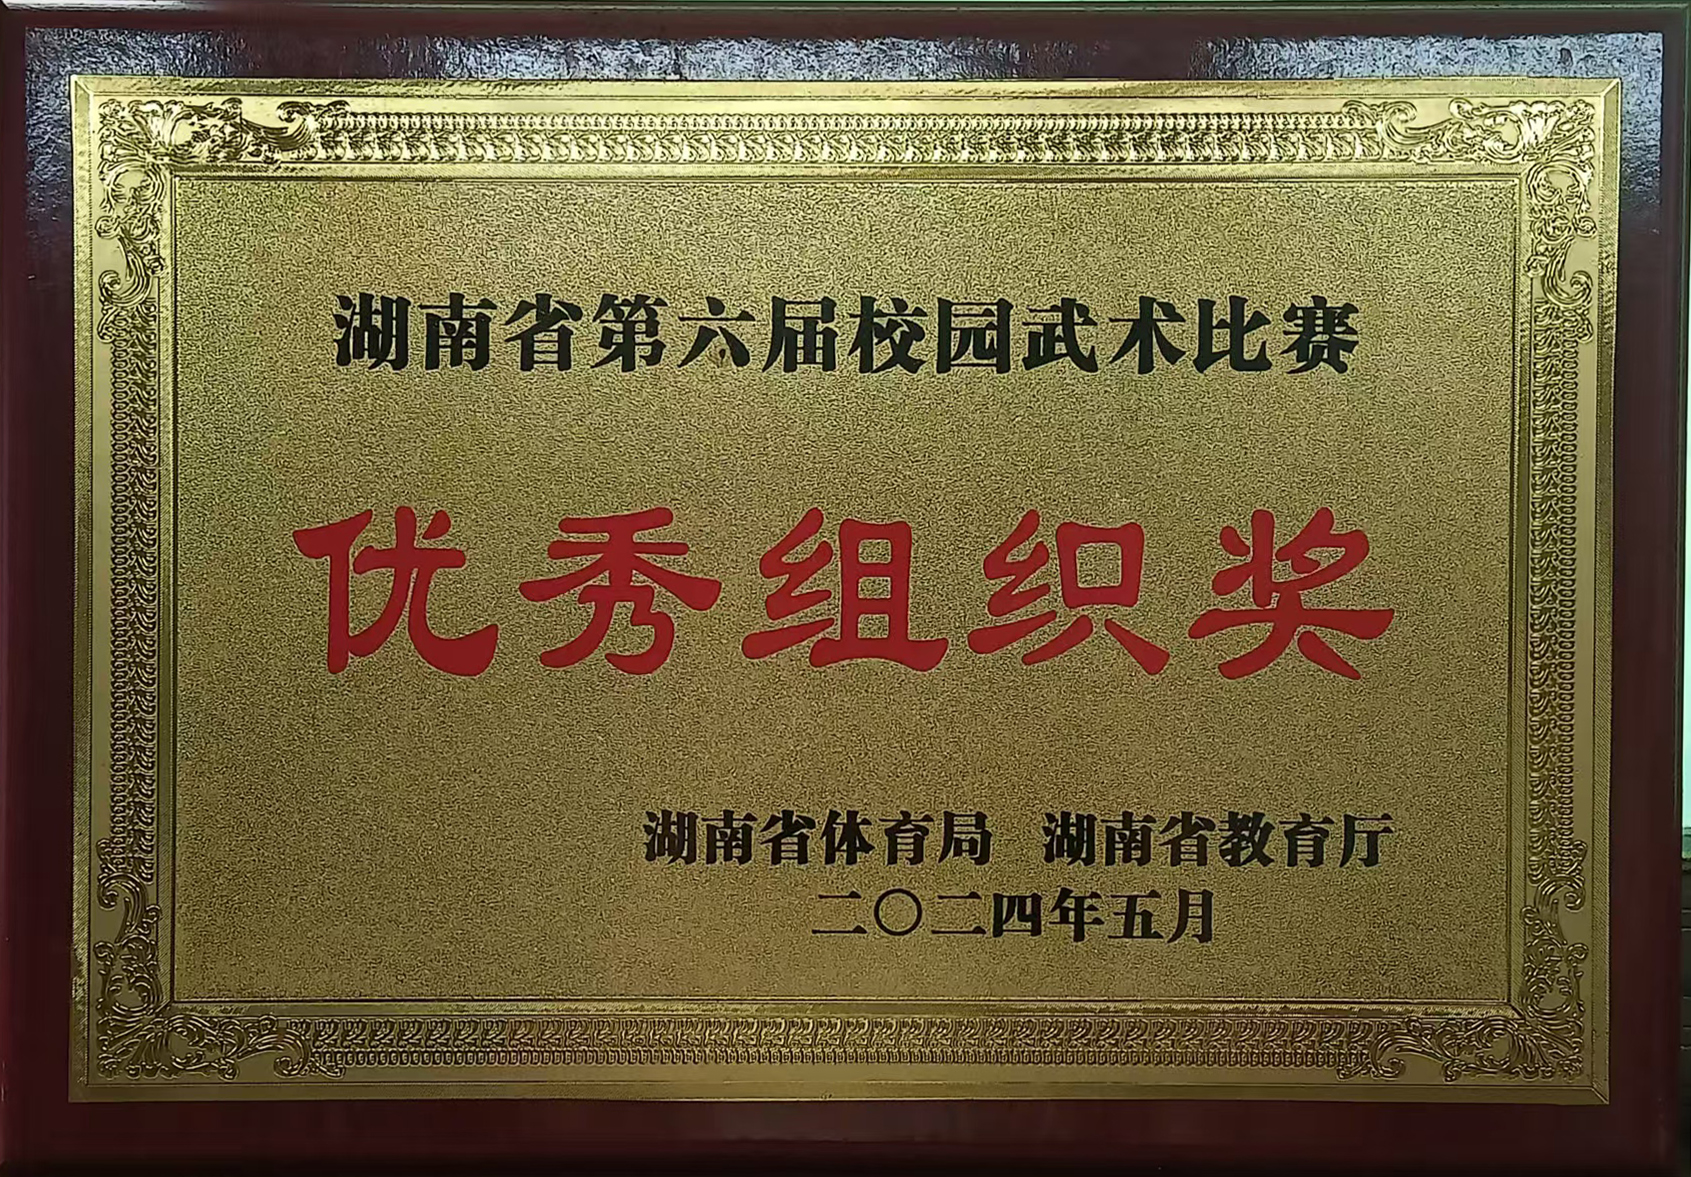 湖南省第六届校园武术比赛
优秀组织奖
湖南省体育局 湖南省教育厅
二〇二四年五月